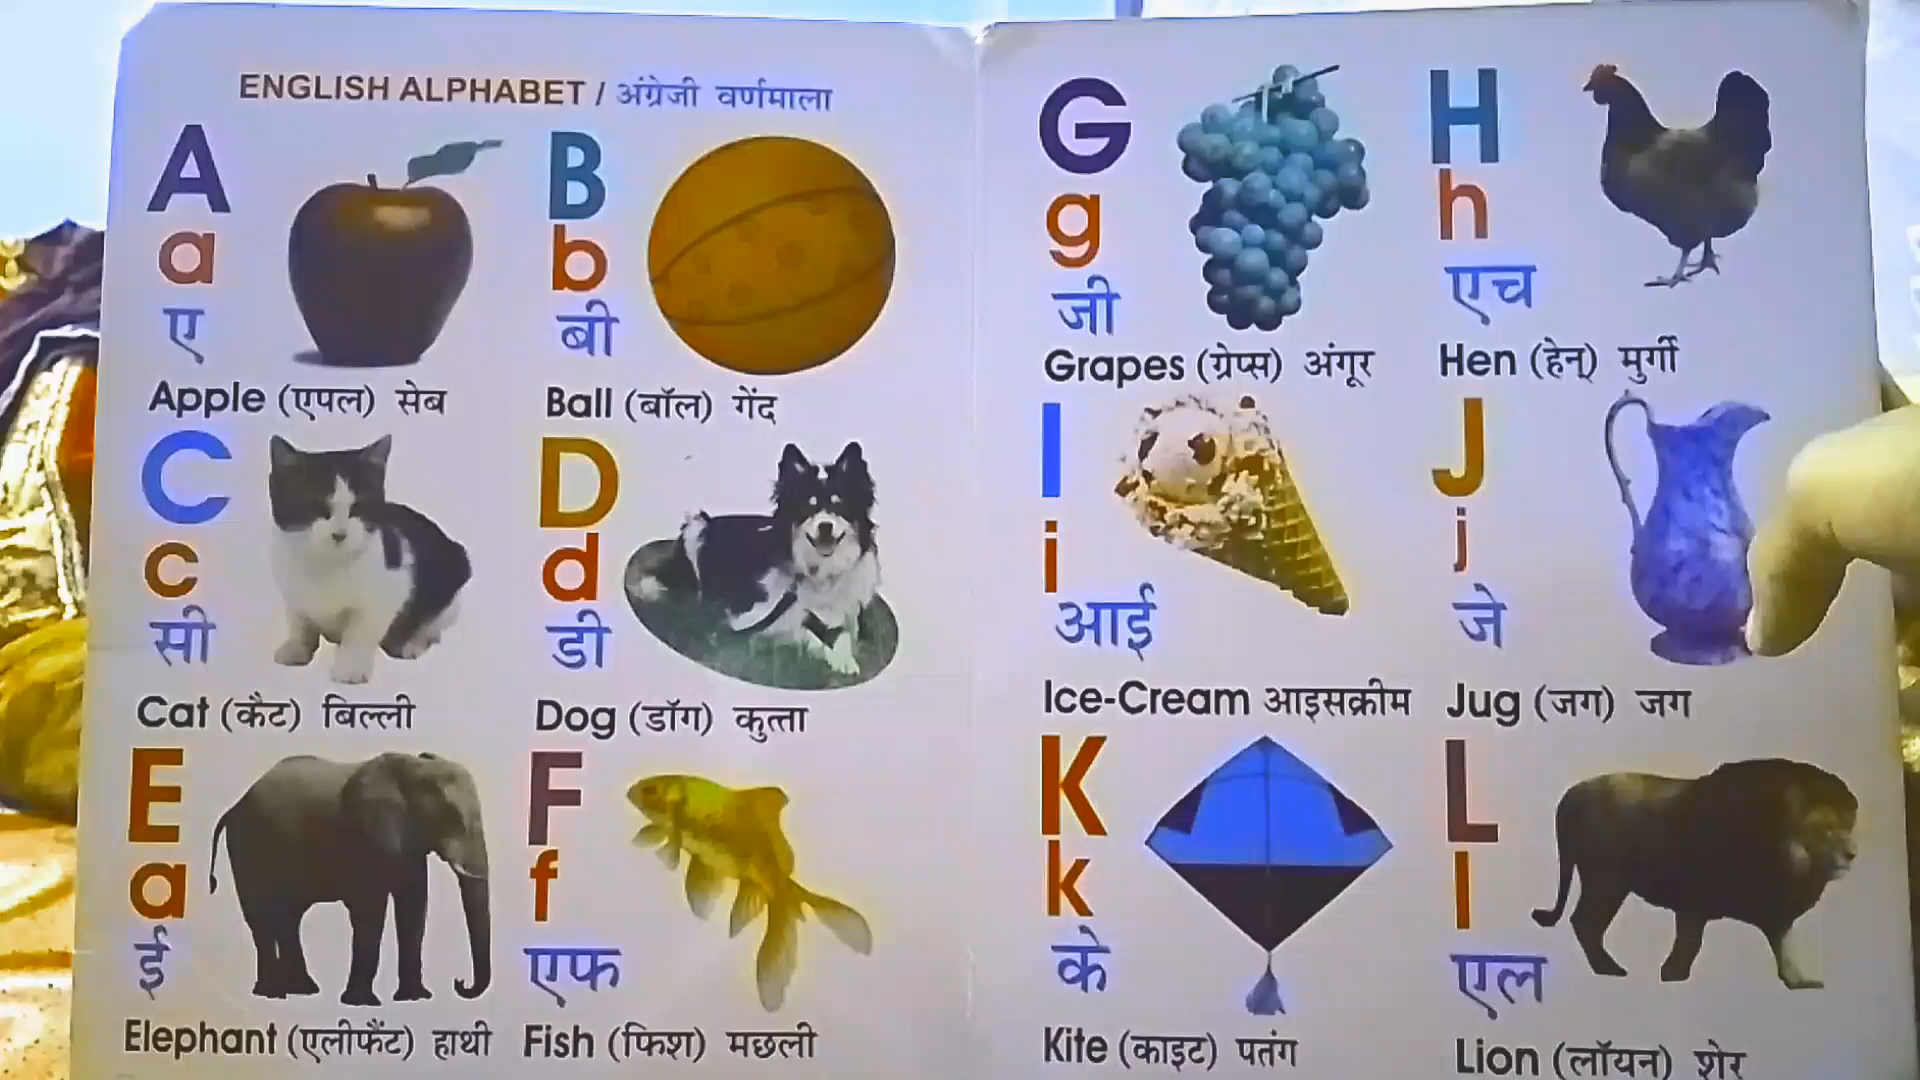 ENGLISH ALPHABET / अंग्रेजी वर्णमाला
A
a
ए
Apple (एपल) सेब
B
b
बी
Ball (बॉल) गेंद
C
c
सी
Cat (कैट) बिल्ली
D
d
डी
Dog (डॉग) कुत्ता
E
a
ई
Elephant (एलीफैंट) हाथी
F
f
एफ
Fish (फिश) मछली
G
g
जी
Grapes (ग्रेप्स) अंगूर
H
h
एच
Hen (हेन्) मुर्गी
I
i
आई
Ice-Cream आइसक्रीम
J
j
जे
Jug (जग) जग
K
k
के
Kite (काइट) पतंग
L
l
एल
Lion (लॉयन) शेर